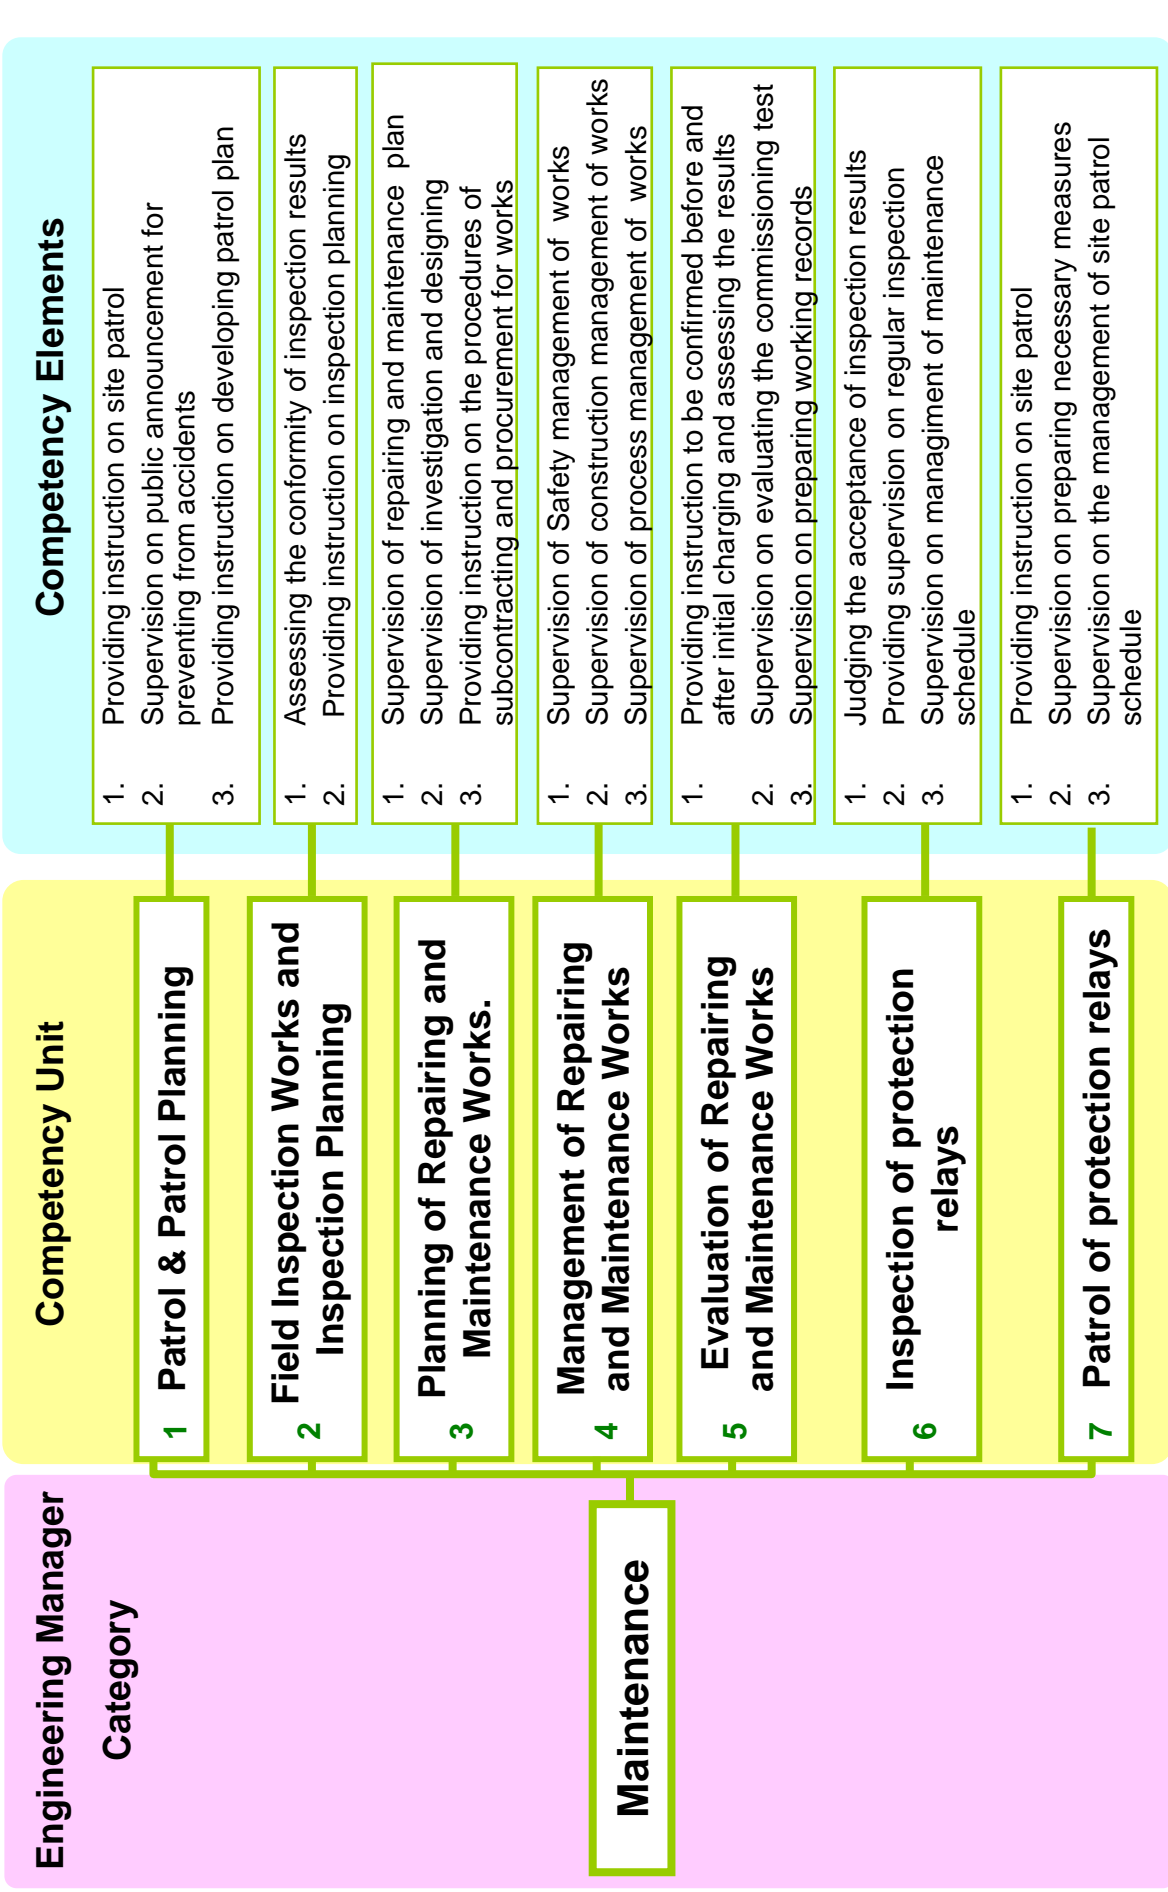 Engineering Manager
Category
Maintenance
Competency Unit
1 Patrol & Patrol Planning
2 Field Inspection Works and
Inspection Planning
3 Planning of Repairing and
Maintenance Works.
4 Management of Repairing
and Maintenance Works
5 Evaluation of Repairing
and Maintenance Works
6 Inspection of protection
relays
7 Patrol of protection relays
Competency Elements
1. Providing instruction on site patrol
2. Supervision on public announcement for
preventing from accidents
3. Providing instruction on developing patrol plan
1. Assessing the conformity of inspection results
2. Providing instruction on inspection planning
1. Supervision of repairing and maintenance plan
2. Supervision of investigation and designing
3. Providing instruction on the procedures of
subcontracting and procurement for works
1. Supervision of Safety management of works
2. Supervision of construction management of works
3. Supervision of process management of works
1. Providing instruction to be confirmed before and
after initial charging and assessing the results
2. Supervision on evaluating the commissioning test
3. Supervision on preparing working records
1. Judging the acceptance of inspection results
2. Providing supervision on regular inspection
3. Supervision on managiment of maintenance
schedule
1. Providing instruction on site patrol
2. Supervision on preparing necessary measures
3. Supervision on the management of site patrol
schedule